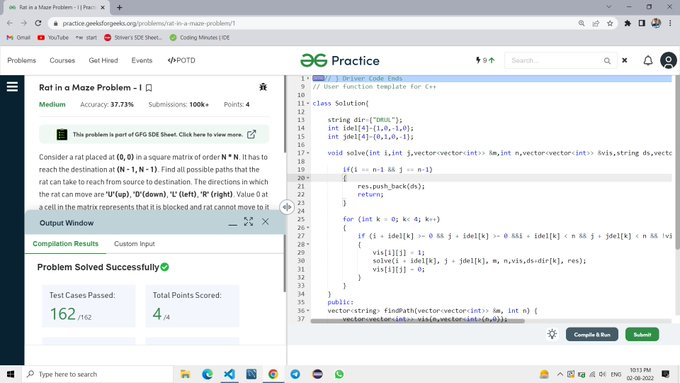 Rat in a Maze Problem - I | Practi
practice.geeksforgeeks.org/problems/rat-in-a-maze-problem/1
Gmail YouTube start Striver's SDE Sheet... Coding Minutes | IDE
Problems Courses Get Hired Events </>POTD
Practice
9
Search...
Rat in a Maze Problem - I
Medium Accuracy: 37.73% Submissions: 100k+ Points: 4
This problem is part of GFG SDE Sheet. Click here to view more.
Consider a rat placed at (0, 0) in a square matrix of order N * N. It has to
reach the destination at (N - 1, N - 1). Find all possible paths that the
rat can take to reach from source to destination. The directions in which
the rat can move are 'U'(up), 'D'(down), 'L' (left), 'R' (right). Value 0 at
a cell in the matrix represents that it is blocked and rat cannot move to it
Output Window
Compilation Results Custom Input
Problem Solved Successfully
Test Cases Passed:
162 /162
Total Points Scored:
4 /4
1 // } Driver Code Ends
9 // User function template for C++
10
11 class Solution{
12
13 string dir={"DRUL"};
14 int idel[4]={1,0,-1,0};
15 int jdel[4]={0,1,0,-1};
16
17 void solve(int i,int j,vector<vector<int>> &m,int n,vector<vector<int>> &vis,string ds,vecto
18
19 if(i == n-1 && j == n-1)
20 {
21 res.push_back(ds);
22 return;
23 }
24
25 for (int k = 0; k< 4; k++)
26 {
27 if (i + idel[k] >= 0 && j + jdel[k] >= 0 &&i + idel[k] < n && j + jdel[k] < n && !vi
28 {
29 vis[i][j] = 1;
30 solve(i + idel[k], j + jdel[k], m, n,vis,ds+dir[k], res);
31 vis[i][j] = 0;
32 }
33 }
34 }
35 public:
36 vector<string> findPath(vector<vector<int>> &m, int n) {
37 vector<vector<int>> vis(n,vector<int>(n,0));
Compile & Run Submit
Type here to search
ENG
10:13 PM
02-08-2022